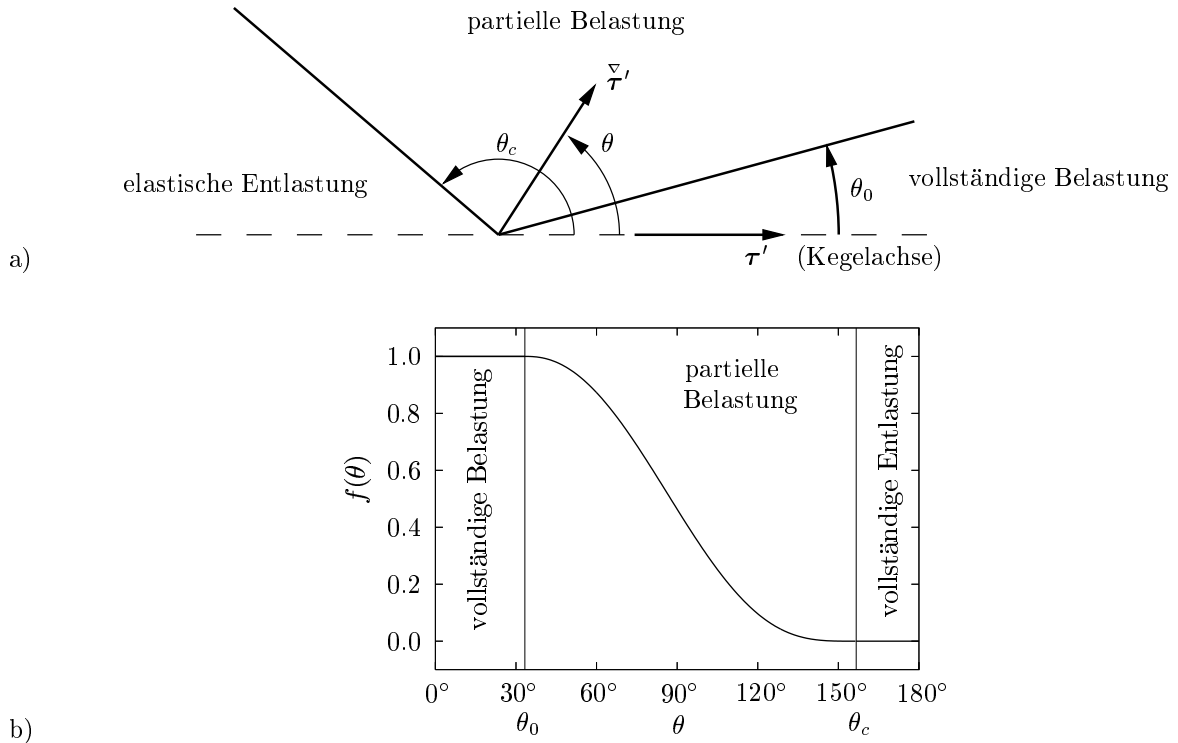 partielle Belastung
▽
τ′
θc
θ
elastische Entlastung
θ0
vollständige Belastung
a)
τ′
(Kegelachse)
1.0
0.8
0.6
0.4
0.2
0.0
f(θ)
vollständige Belastung
partielle
Belastung
vollständige Entlastung
0° 30° 60° 90° 120° 150° 180°
θ0 θ θc
b)